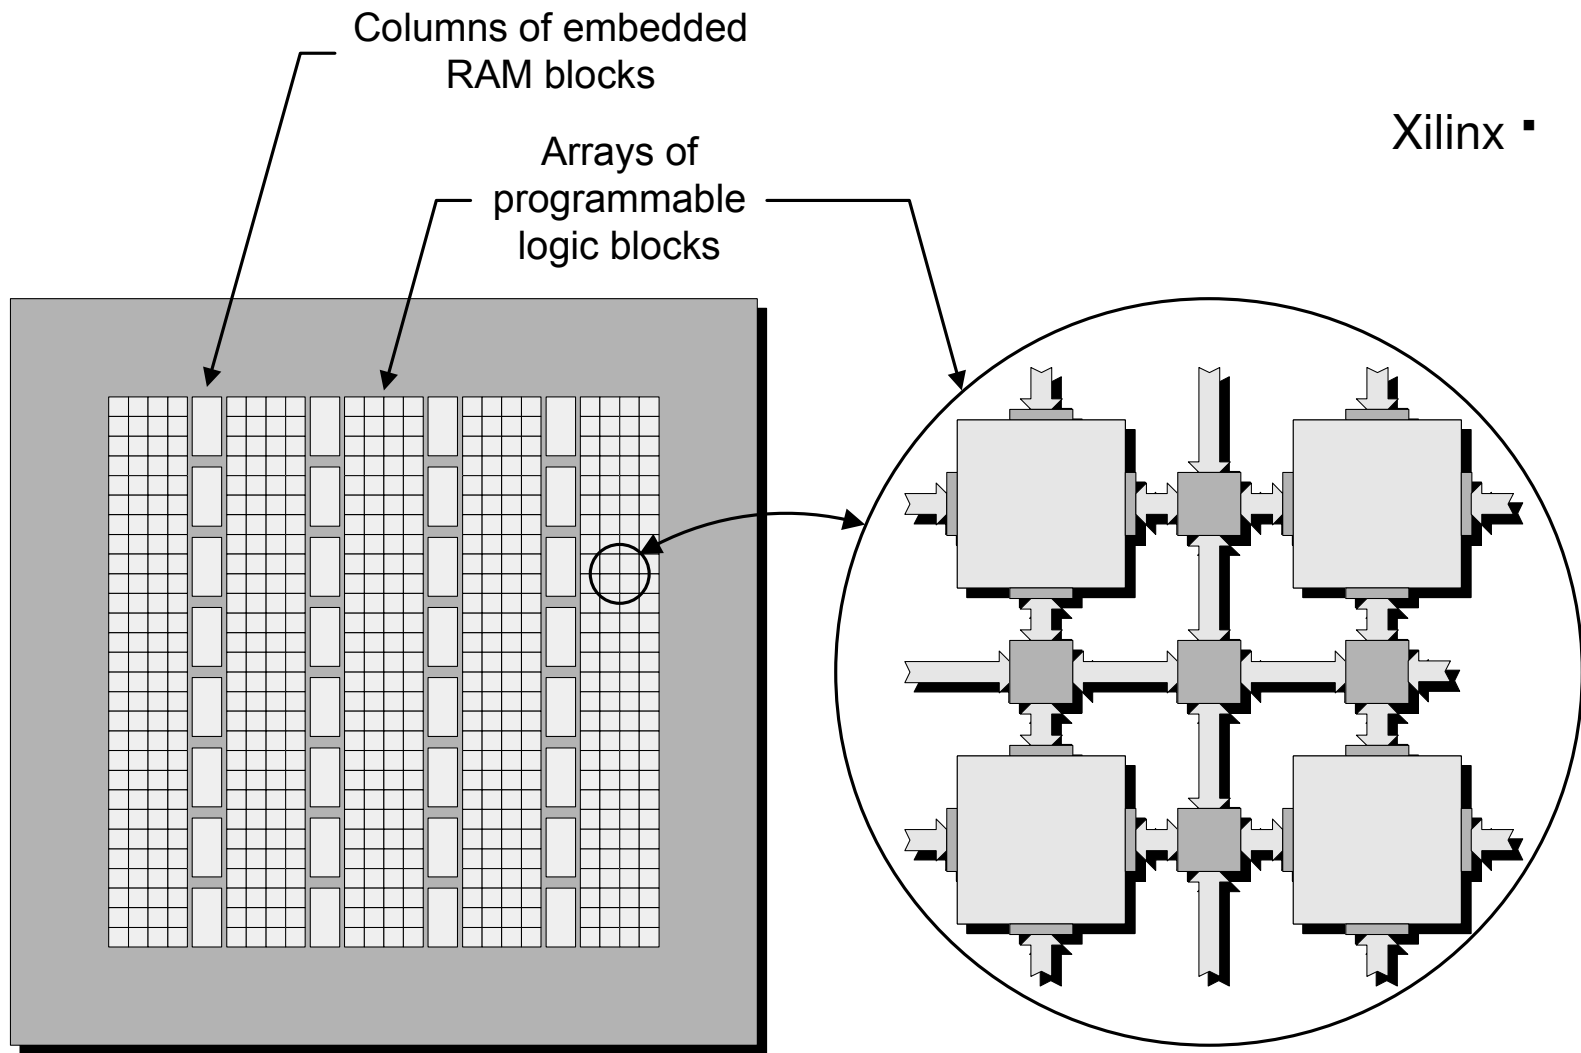 Columns of embedded
RAM blocks
Xilinx ▪
Arrays of
programmable
logic blocks